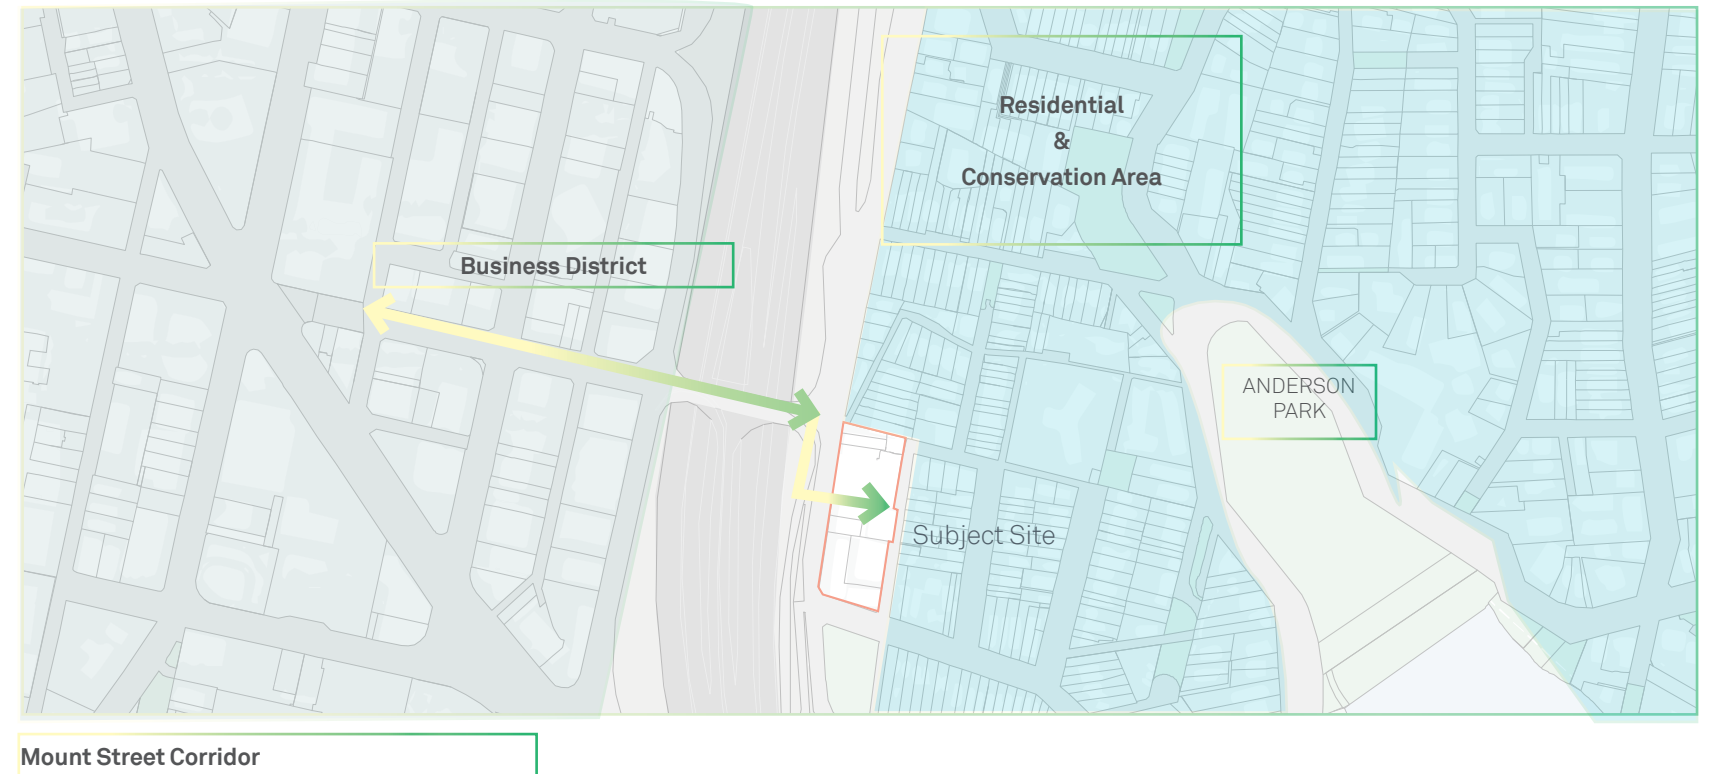 Residential
&
Conservation Area
Business District
ANDERSON
PARK
Subject Site
Mount Street Corridor